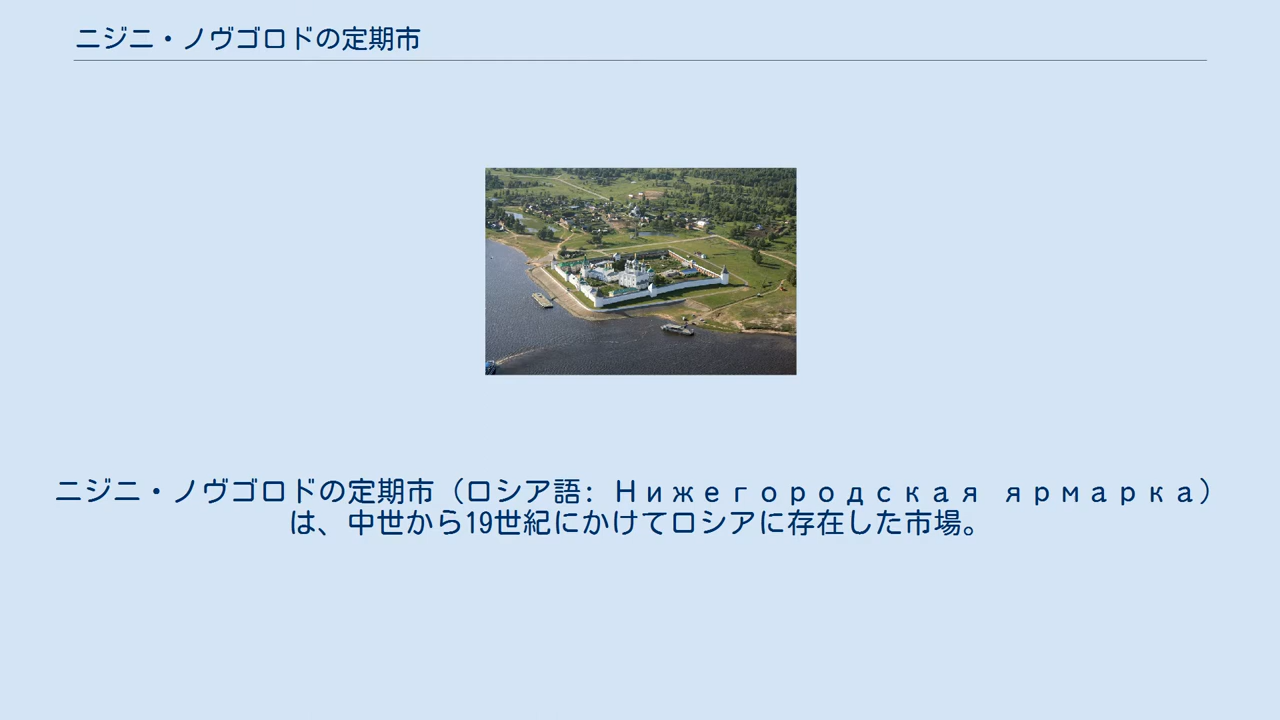 ニジニ・ノヴゴロドの定期市
ニジニ・ノヴゴロドの定期市（ロシア語: Нижегородская ярмарка）
は、中世から19世紀にかけてロシアに存在した市場。